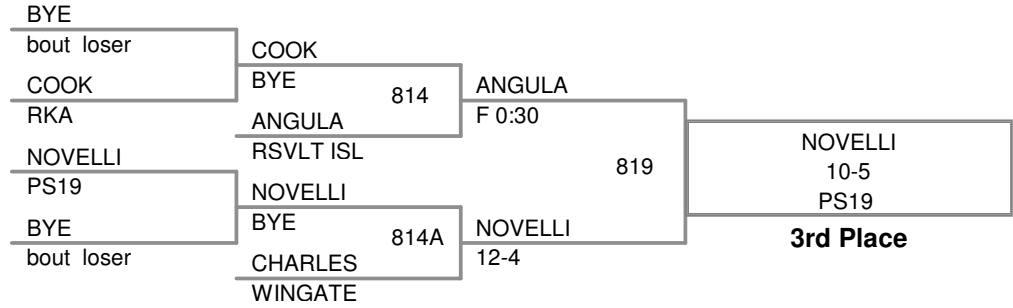 BYE
bout loser
COOK
RKA
NOVELLI
PS19
BYE
bout loser
COOK
BYE
814
ANGULA
RSVLT ISL
NOVELLI
BYE
814A
CHARLES
WINGATE
ANGULA
F 0:30
819
NOVELLI
12-4
NOVELLI
10-5
PS19
3rd Place